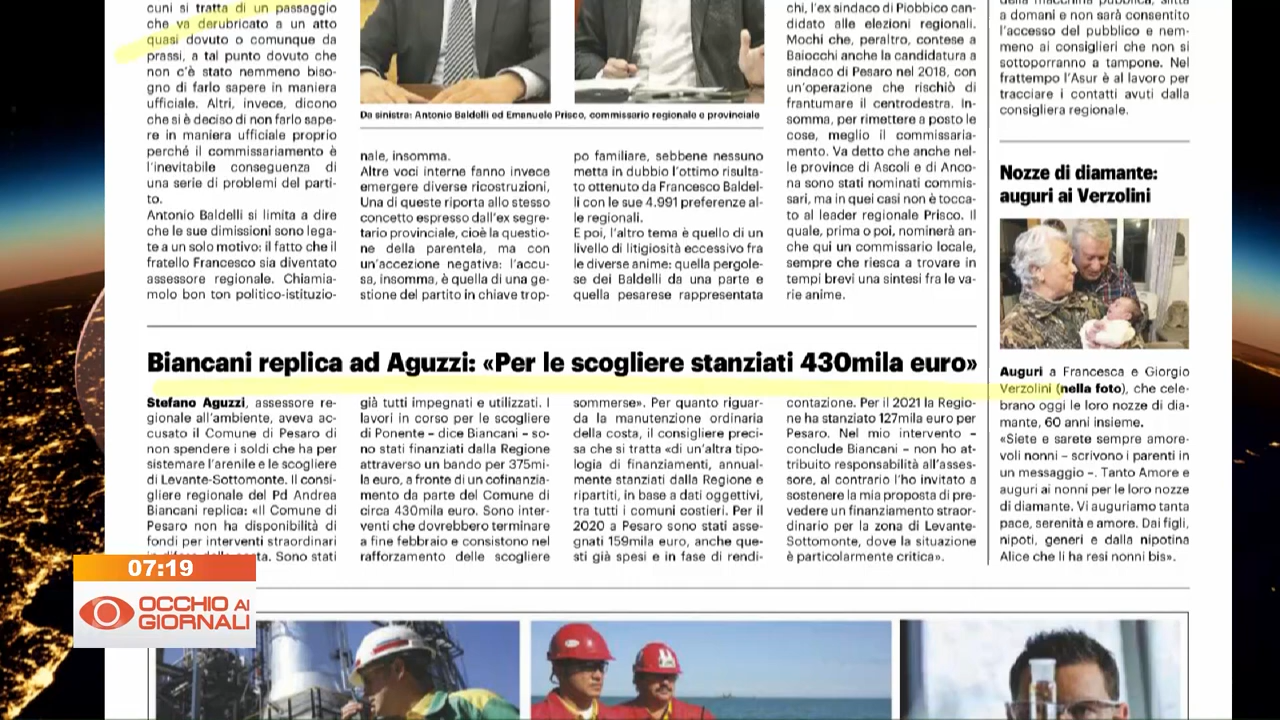 cuni si tratta di un passaggio
che va derubricato a un atto
quasi dovuto o comunque da
prassi, a tal punto dovuto che
non c'è stato nemmeno biso-
gno di farlo sapere in maniera
ufficiale. Altri, invece, dicono
che si è deciso di non farlo sape-
re in maniera ufficiale proprio
perché il commissariamento è
l'inevitabile conseguenza di
una serie di problemi del parti-
to.
Antonio Baldelli si limita a dire
che le sue dimissioni sono lega-
te a un solo motivo: il fatto che il
fratello Francesco sia diventato
assessore regionale. Chiamia-
molo bon ton politico-istituzio-
Da sinistra: Antonio Baldelli ed Emanuele Prisco, commissario regionale e provinciale
nale, insomma.
Altre voci interne fanno invece
emergere diverse ricostruzioni,
Una di queste riporta allo stesso
concetto espresso dall'ex segre-
tario provinciale, cioè la questio-
ne della parentela, ma con
un'accezione negativa: l'accu-
sa, insomma, è quella di una ge-
stione del partito in chiave trop-
po familiare, sebbene nessuno
metta in dubbio l'ottimo risulta-
to ottenuto da Francesco Baldel-
li con le sue 4.991 preferenze al-
le regionali.
E poi, l'altro tema è quello di un
livello di litigiosità eccessivo fra
le diverse anime: quella pergole-
se dei Baldelli da una parte e
quella pesarese rappresentata
chi, l'ex sindaco di Piobbico can-
didato alle elezioni regionali.
Mochi che, peraltro, contese a
Baiocchi anche la candidatura a
sindaco di Pesaro nel 2018, con
un'operazione che rischiò di
frantumare il centrodestra. In-
somma, per rimettere a posto le
cose, meglio il commissaria-
mento. Va detto che anche nel-
le province di Ascoli e di Anco-
na sono stati nominati commis-
sari, ma in quei casi non è tocca-
to al leader regionale Prisco. Il
quale, prima o poi, nominerà an-
che qui un commissario locale,
sempre che riesca a trovare in
tempi brevi una sintesi fra le va-
rie anime.
della macchina pubblica, slitta
a domani e non sarà consentito
l'accesso del pubblico e nem-
meno ai consiglieri che non si
sottoporranno a tampone. Nel
frattempo l'Asur è al lavoro per
tracciare i contatti avuti dalla
consigliera regionale.
Nozze di diamante:
auguri ai Verzolini
Auguri a Francesca e Giorgio
Verzolini (nella foto), che cele-
brano oggi le loro nozze di dia-
mante, 60 anni insieme.
«Siete e sarete sempre amore-
voli nonni – scrivono i parenti in
un messaggio –. Tanto Amore e
auguri ai nonni per le loro nozze
di diamante. Vi auguriamo tanta
pace, serenità e amore. Dai figli,
nipoti, generi e dalla nipotina
Alice che li ha resi nonni bis».
Biancani replica ad Aguzzi: «Per le scogliere stanziati 430mila euro»
Stefano Aguzzi, assessore re-
gionale all'ambiente, aveva ac-
cusato il Comune di Pesaro di
non spendere i soldi che ha per
sistemare l'arenile e le scogliere
di Levante-Sottomonte. Il consi-
gliere regionale del Pd Andrea
Biancani replica: «Il Comune di
Pesaro non ha disponibilità di
fondi per interventi straordinari
in difesa della costa. Sono stati
già tutti impegnati e utilizzati. I
lavori in corso per le scogliere
di Ponente – dice Biancani – so-
no stati finanziati dalla Regione
attraverso un bando per 375mi-
la euro, a fronte di un cofinanzia-
mento da parte del Comune di
circa 430mila euro. Sono inter-
venti che dovrebbero terminare
a fine febbraio e consistono nel
rafforzamento delle scogliere
sommerse». Per quanto riguar-
da la manutenzione ordinaria
della costa, il consigliere preci-
sa che si tratta «di un'altra tipo-
logia di finanziamenti, annual-
mente stanziati dalla Regione e
ripartiti, in base a dati oggettivi,
tra tutti i comuni costieri. Per il
2020 a Pesaro sono stati asse-
gnati 159mila euro, anche que-
sti già spesi e in fase di rendi-
contazione. Per il 2021 la Regio-
ne ha stanziato 127mila euro per
Pesaro. Nel mio intervento –
conclude Biancani – non ho at-
tribuito responsabilità all'asses-
sore, al contrario l'ho invitato a
sostenere la mia proposta di pre-
vedere un finanziamento straor-
dinario per la zona di Levante-
Sottomonte, dove la situazione
è particolarmente critica».
07:19
OCCHIO AI
GIORNALI